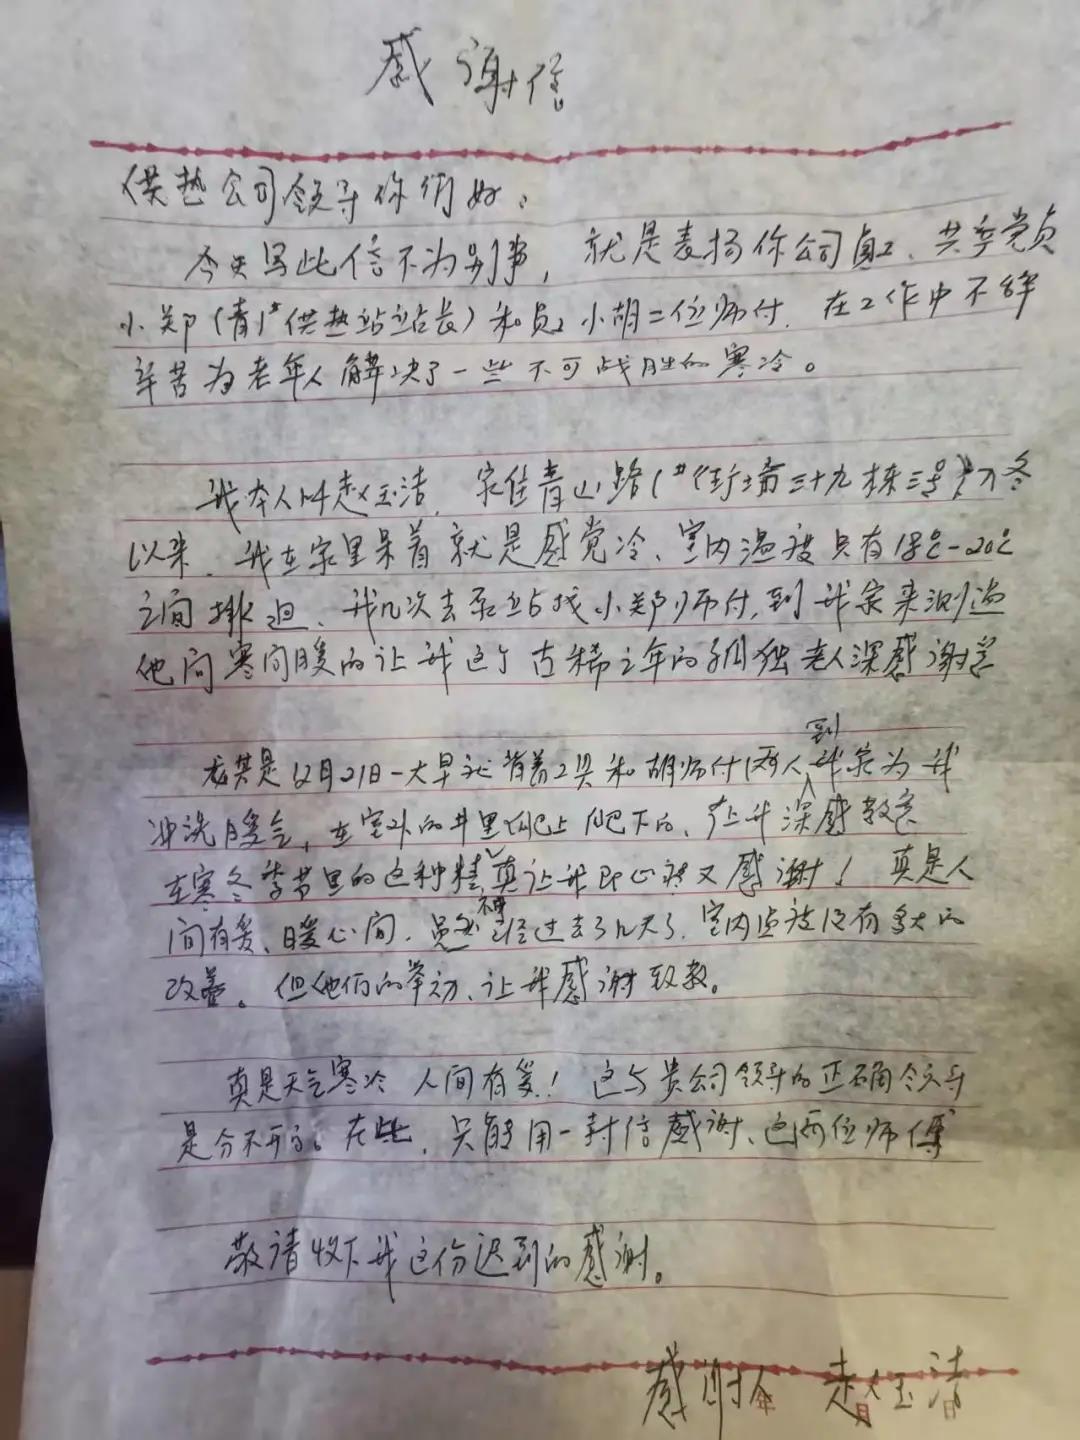 感谢信
供热公司领导你们好:
今天写此信不为别事,就是表扬你公司员工、共产党员
小郑(青1#供热站站长)和员工小胡二位师付.在工作中不辞
辛苦为老年人解决了一些不可战胜的寒冷。
我本人叫赵玉洁,家住青山路(#街坊三十九栋三号)入冬
以来、我在家里呆着就是感觉冷、室内温度只有18℃-20℃
之间排迴、我几次去泵站找小郑师付,到我家来测温
他问寒问暖的让我这个古稀之年的孤独老人深感谢意
尤其是12月21日一大早就背着工具和胡师付俩人到我家为我
冲洗暖气,在室外的井里爬上爬下的、让我深感敬意
在寒冬季节里的这种精神真让我即心疼又感谢!真是人
间有爱、暖心间.虽然经过去了几天了.室内温度没有多大的
改善。但他们的举动、让我感谢致敬。
真是天气寒冷 人间有爱!这与贵公司领导的正确领导
是分不开的。在此,只能用一封信感谢、这两位师傅
敬请收下我这份迟到的感谢。
感谢人 赵玉洁
年 月 日